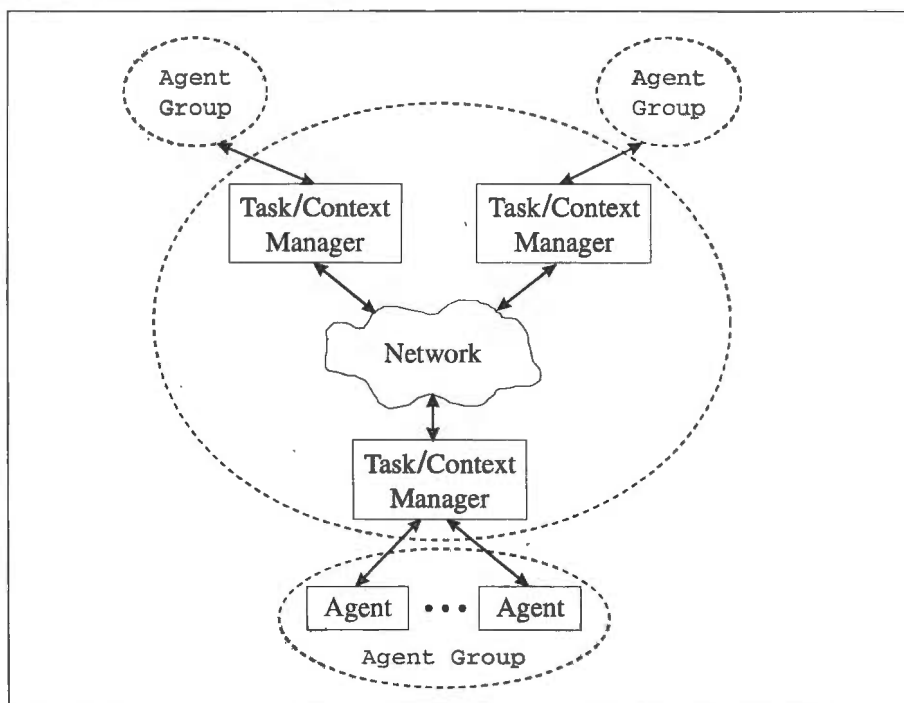 Agent
Group
Agent
Group
Task/Context
Manager
Task/Context
Manager
Network
Task/Context
Manager
Agent
• • •
Agent
Agent Group